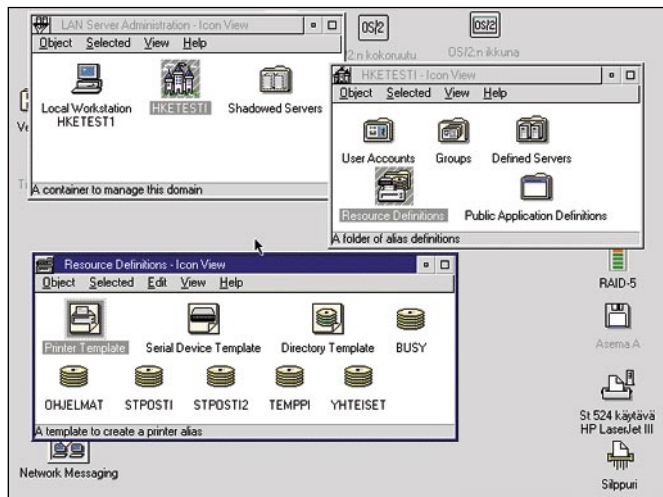 LAN Server Administration - Icon View
Object Selected View Help
Local Workstation
HKETEST1
HKETESTI
Shadowed Servers
A container to manage this domain
OS/2
OS/2
2:n kokoruutu
OS/2:n ikkuna
HKETESTI - Icon View
Object Selected View Help
User Accounts
Groups
Defined Servers
Resource Definitions
Public Application Definitions
A folder of alias definitions
Resource Definitions - Icon View
Object Selected Edit View Help
Printer Template
Serial Device Template
Directory Template
BUSY
OHJELMAT
STPOSTI
STPOSTI2
TEMPPI
YHTEISET
A template to create a printer alias
Network Messaging
RAID-5
Asema A
St 524 käytävä
HP LaserJet III
Silppuri